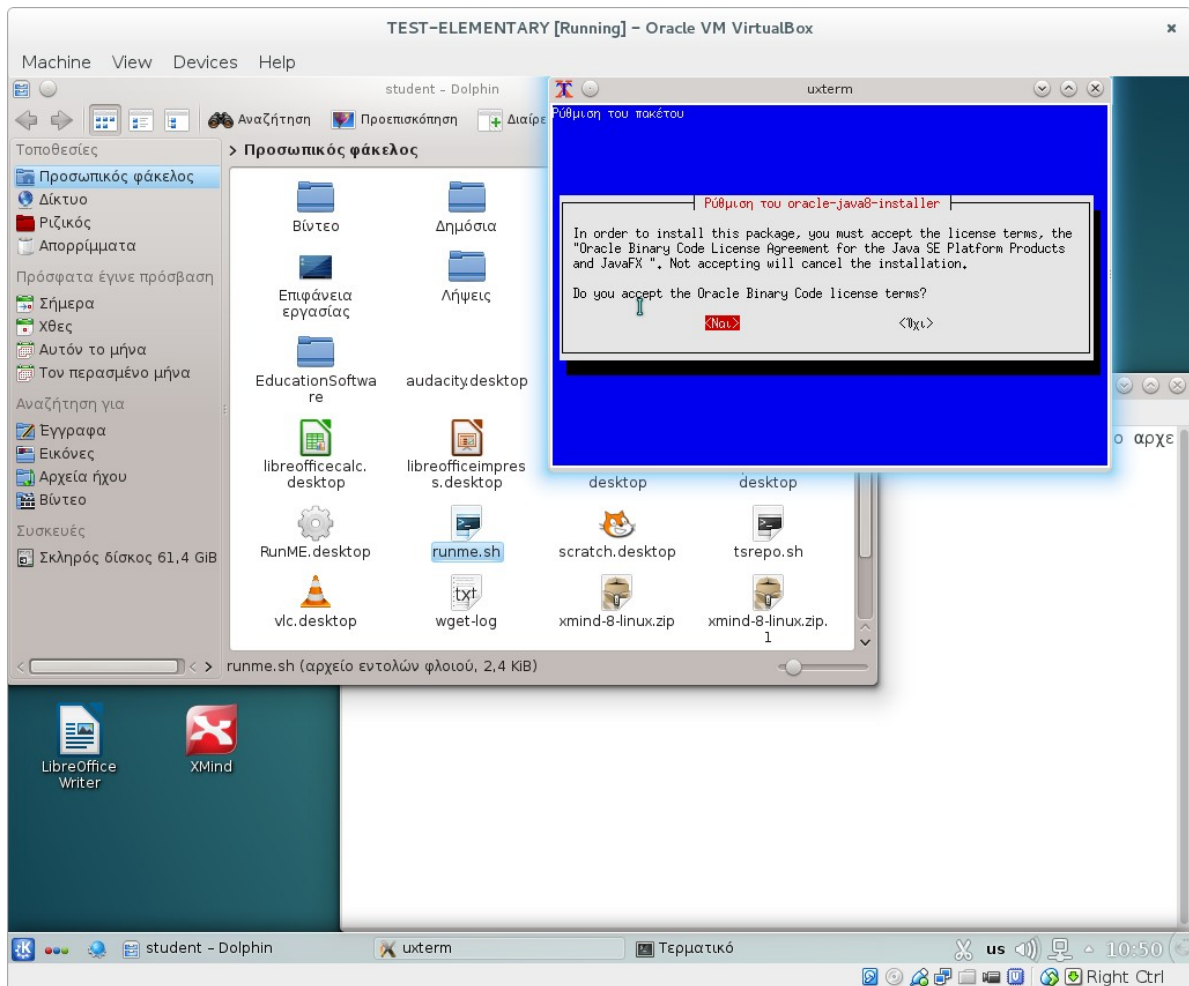 TEST-ELEMENTARY [Running] - Oracle VM VirtualBox
Machine View Devices Help
student - Dolphin
Αναζήτηση Προεπισκόπηση Διαίρε
Τοποθεσίες
Προσωπικός φάκελος
Δίκτυο
Ριζικός
Απορρίμματα
Πρόσφατα έγινε πρόσβαση
Σήμερα
Χθες
Αυτόν το μήνα
Τον περασμένο μήνα
Αναζήτηση για
Έγγραφα
Εικόνες
Αρχεία ήχου
Βίντεο
Συσκευές
Σκληρός δίσκος 61,4 GiB
> Προσωπικός φάκελος
Βίντεο
Δημόσια
Επιφάνεια
εργασίας
Λήψεις
EducationSoftwa
re
audacity.desktop
libreofficecalc.
desktop
libreofficeimpres
s.desktop
desktop
desktop
RunME.desktop
runme.sh
scratch.desktop
tsrepo.sh
vlc.desktop
txt
wget-log
xmind-8-linux.zip
xmind-8-linux.zip.
1
runme.sh (αρχείο εντολών φλοιού, 2,4 KiB)
uxterm
Ρύθμιση του πακέτου
Ρύθμιση του oracle-java8-installer
In order to install this package, you must accept the license terms, the
"Oracle Binary Code License Agreement for the Java SE Platform Products
and JavaFX ". Not accepting will cancel the installation.
Do you accept the Oracle Binary Code license terms?
<Ναι> <Όχι>
ο αρχε
LibreOffice
Writer
XMind
student - Dolphin
uxterm
Τερματικό
us
10:50
Right Ctrl